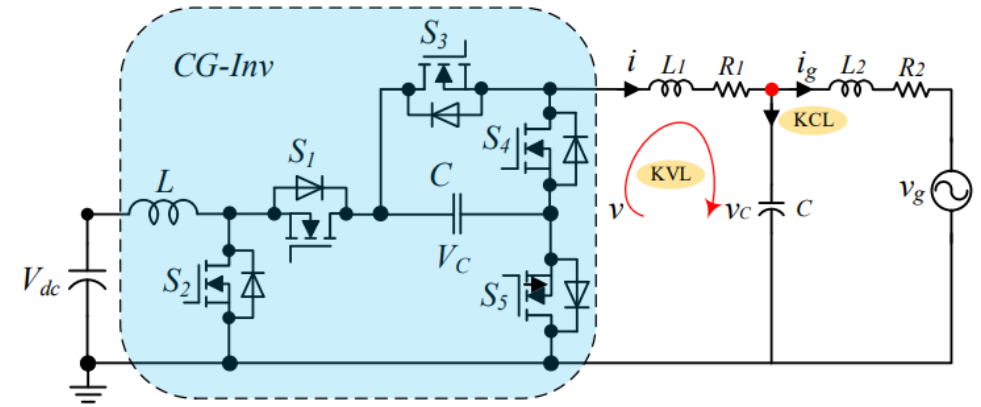 CG-Inv
S3
i
L1
R1
ig
L2
R2
KCL
S4
S1
C
KVL
L
v
vC
C
vg
VC
S2
S5
Vdc